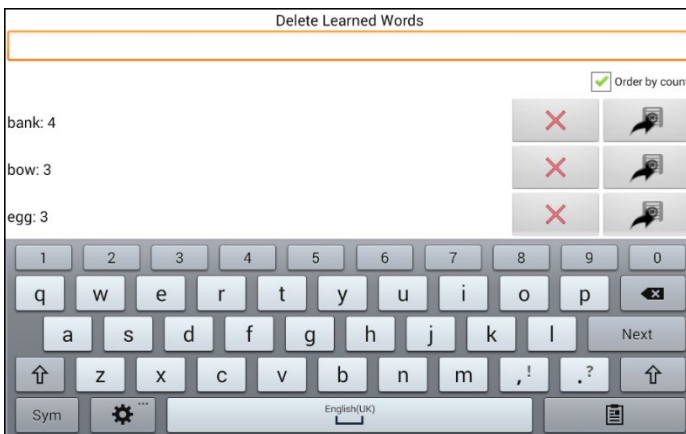 Delete Learned Words
Order by count
bank: 4
bow: 3
egg: 3
1 2 3 4 5 6 7 8 9 0
q w e r t y u i o p
a s d f g h j k l Next
z x c v b n m ,! .?
Sym ... English(UK)